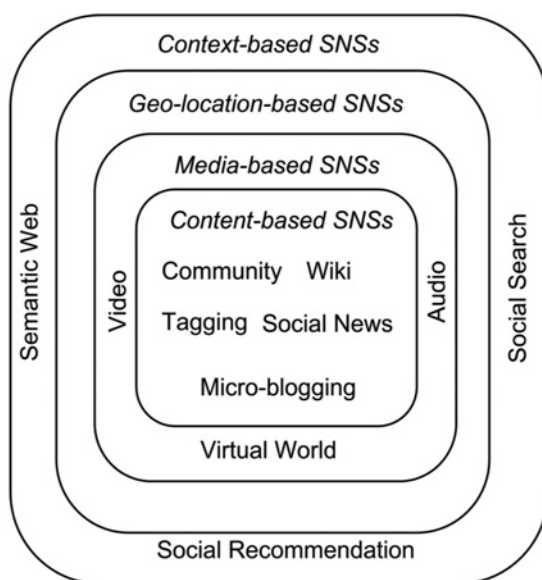 Context-based SNSs
Geo-location-based SNSs
Media-based SNSs
Content-based SNSs
Community Wiki
Tagging Social News
Micro-blogging
Video
Audio
Virtual World
Semantic Web
Social Search
Social Recommendation